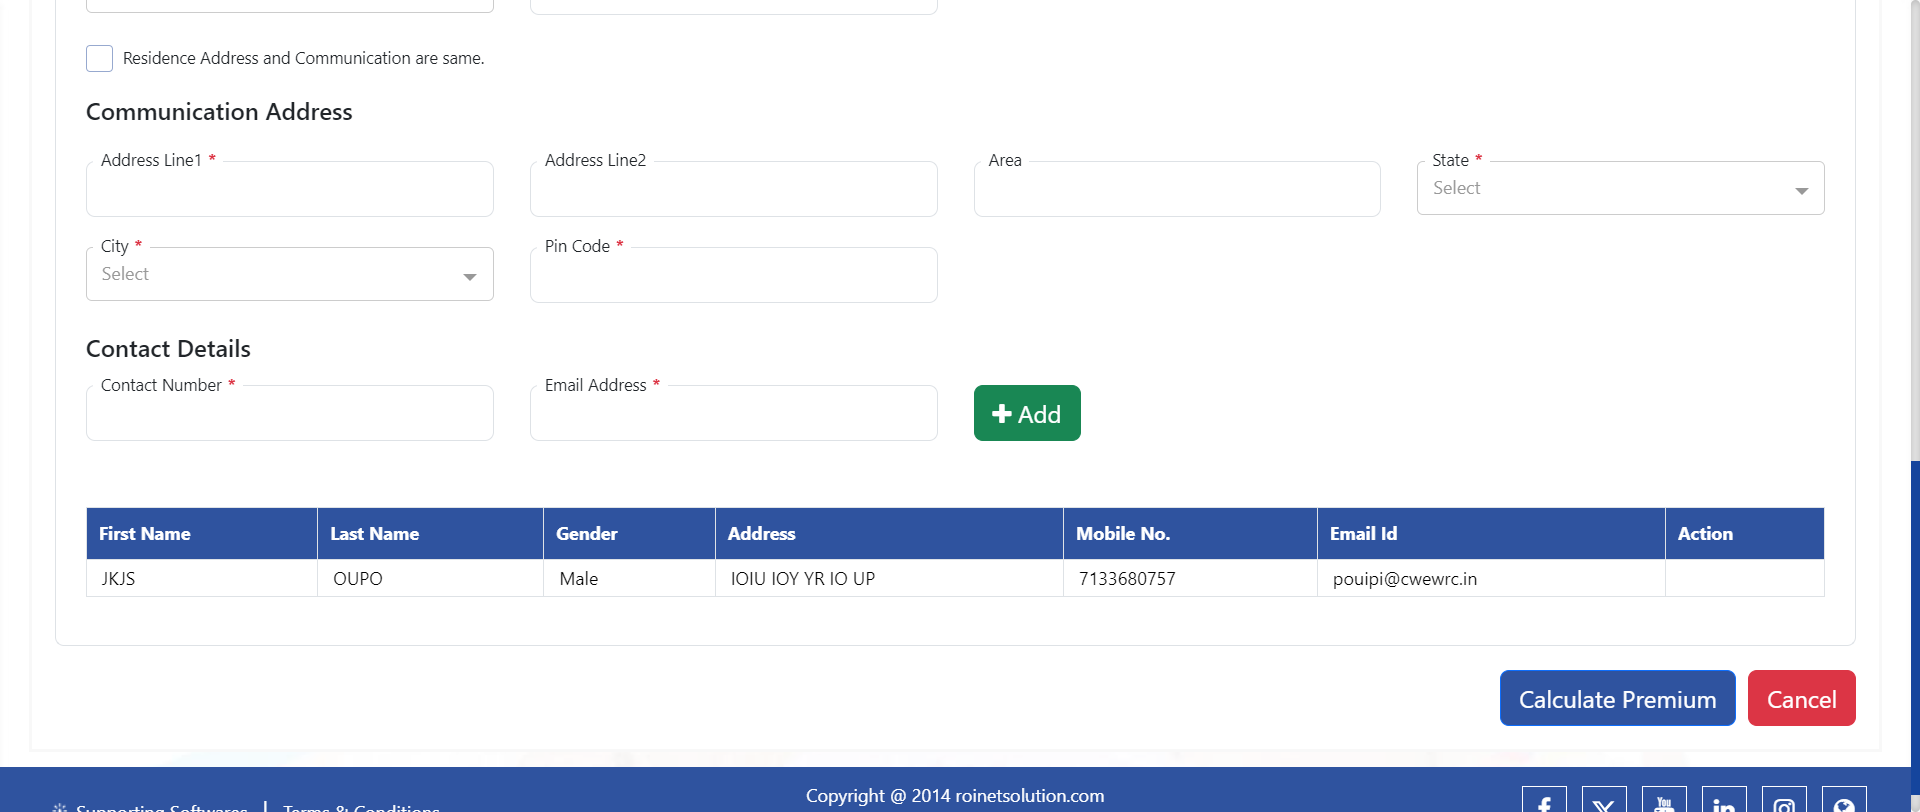 Residence Address and Communication are same.
Communication Address
Address Line1 *
Address Line2
Area
State *
Select
City *
Select
Pin Code *
Contact Details
Contact Number *
Email Address *
Add
First Name Last Name Gender Address Mobile No. Email Id Action
JKJS OUPO Male IOIU IOY YR IO UP 7133680757 pouipi@cwewrc.in
Calculate Premium Cancel
Copyright @ 2014 roinetsolution.com
Supporting Softwares | Terms & Conditions
You